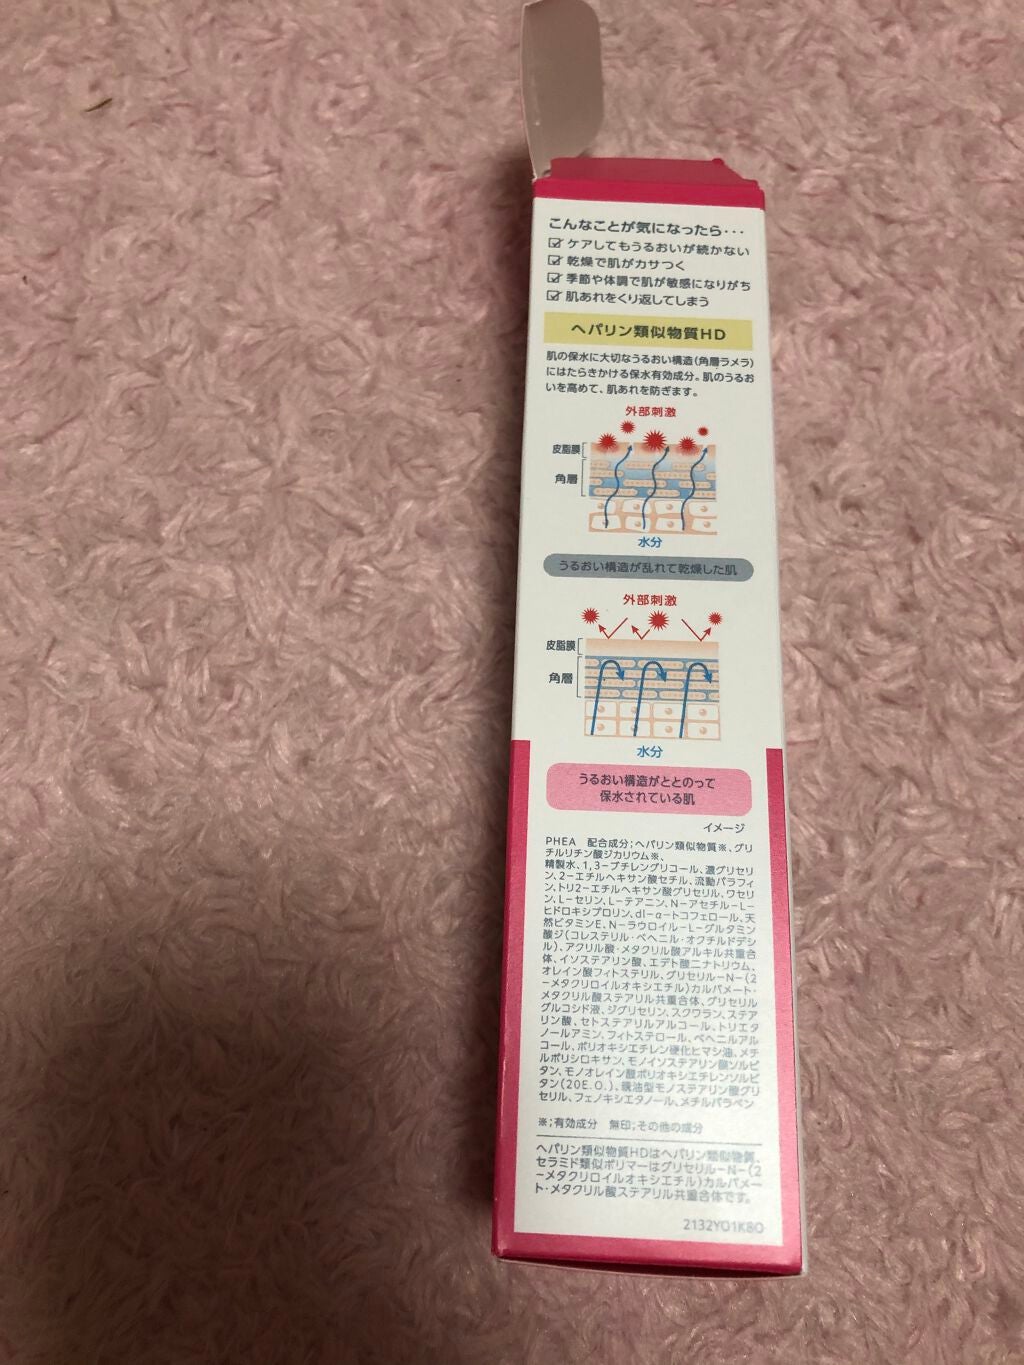 こんなことが気になったら・・・
☑ケアしてもうるおいが続かない
☑乾燥で肌がカサつく
☑季節や体調で肌が敏感になりがち
☑肌あれをくり返してしまう
ヘパリン類似物質HD
肌の保水に大切なうるおい構造(角層ラメラ)
にはたらきかける保水有効成分。肌のうるお
いを高めて、肌あれを防ぎます。
外部刺激
皮脂膜
角層
水分
うるおい構造が乱れて乾燥した肌
外部刺激
皮脂膜
角層
水分
うるおい構造がととのって
保水されている肌
イメージ
PHEA 配合成分;ヘパリン類似物質※、グリ
チルリチン酸ジカリウム※、
精製水、1,3-ブチレングリコール、濃グリセリ
ン、2-エチルヘキサン酸セチル、流動パラフィ
ン、トリ2-エチルヘキサン酸グリセリル、ワセリ
ン、L-セリン、L-テアニン、N-アセチル-L-
ヒドロキシプロリン、dl-α-トコフェロール、天
然ビタミンE、N-ラウロイル-L-グルタミン
酸ジ(コレステリル・ベヘニル・オクチルドデシ
ル)、アクリル酸・メタクリル酸アルキル共重合
体、イソステアリン酸、エデト酸二ナトリウム、
オレイン酸フィトステリル、グリセリル-N-(2
-メタクリロイルオキシエチル)カルバメート・
メタクリル酸ステアリル共重合体、グリセリル
グルコシド液、ジグリセリン、スクワラン、ステア
リン酸、セトステアリルアルコール、トリエタ
ノールアミン、フィトステロール、ベヘニルアル
コール、ポリオキシエチレン硬化ヒマシ油、メチ
ルポリシロキサン、モノイソステアリン酸ソルビ
タン、モノオレイン酸ポリオキシエチレンソルビ
タン(20E.O.)、親油型モノステアリン酸グリ
セリル、フェノキシエタノール、メチルパラベン
※;有効成分 無印;その他の成分
ヘパリン類似物質HDはヘパリン類似物質、
セラミド類似ポリマーはグリセリル-N-(2
-メタクリロイルオキシエチル)カルバメー
ト・メタクリル酸ステアリル共重合体です。
2132Y01K80